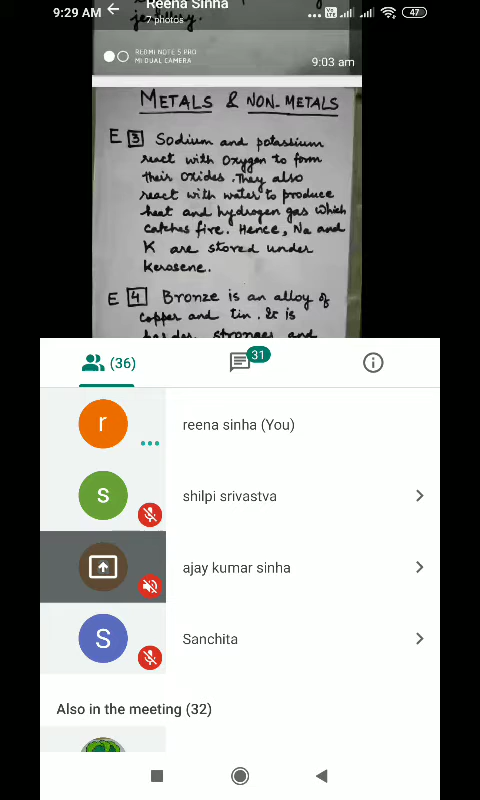 9:29 AM
Reena Sinha
47
7 photos
jewellery.
REDMI NOTE 5 PRO
MI DUAL CAMERA
9:03 am
METALS & NON-METALS
E 3 Sodium and potassium
react with oxygen to form
their oxides. They also
react with water to produce
heat and hydrogen gas which
catches fire. Hence, Na and
K are stored under
kerosene.
E 4 Bronze is an alloy of
copper and tin. It is
harder, stronger and
(36)
31
r
reena sinha (You)
s
shilpi srivastva
ajay kumar sinha
S
Sanchita
Also in the meeting (32)